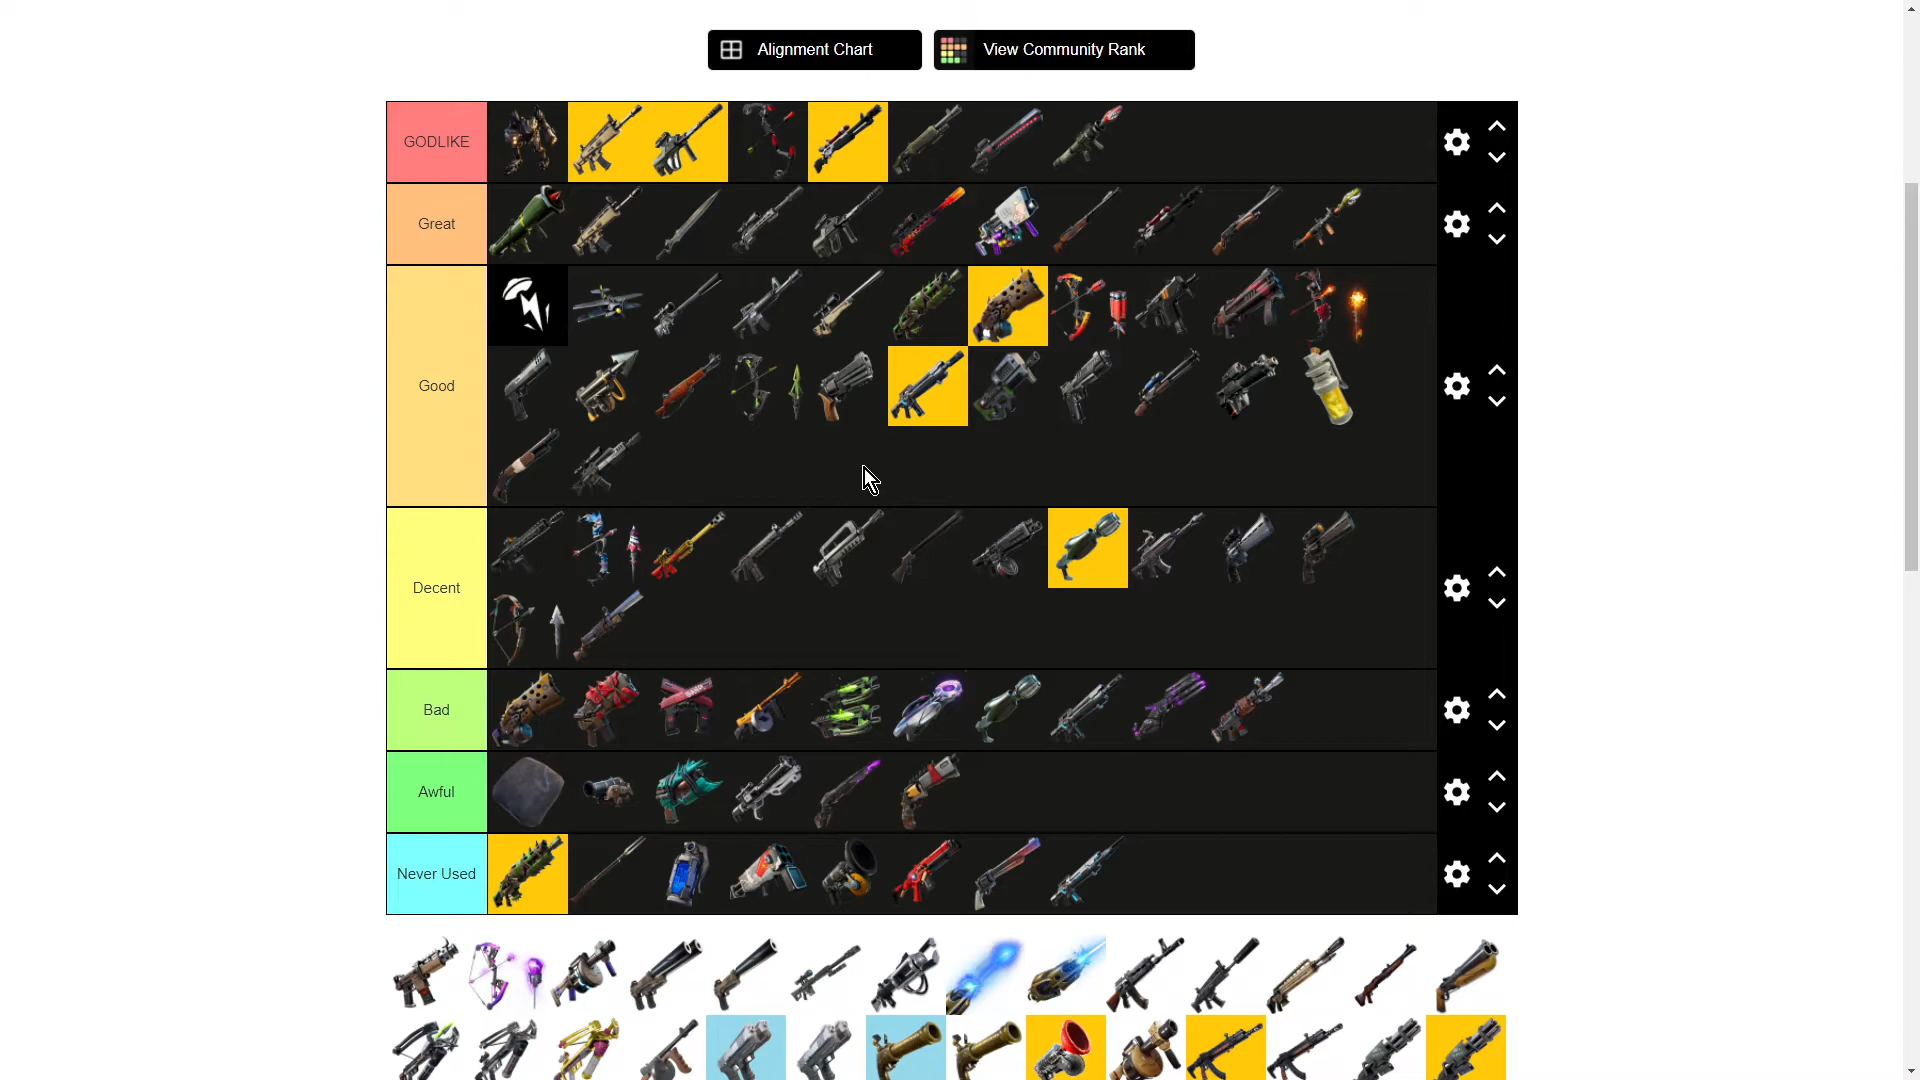 Alignment Chart
View Community Rank
GODLIKE
Great
Good
Decent
Bad
Awful
Never Used